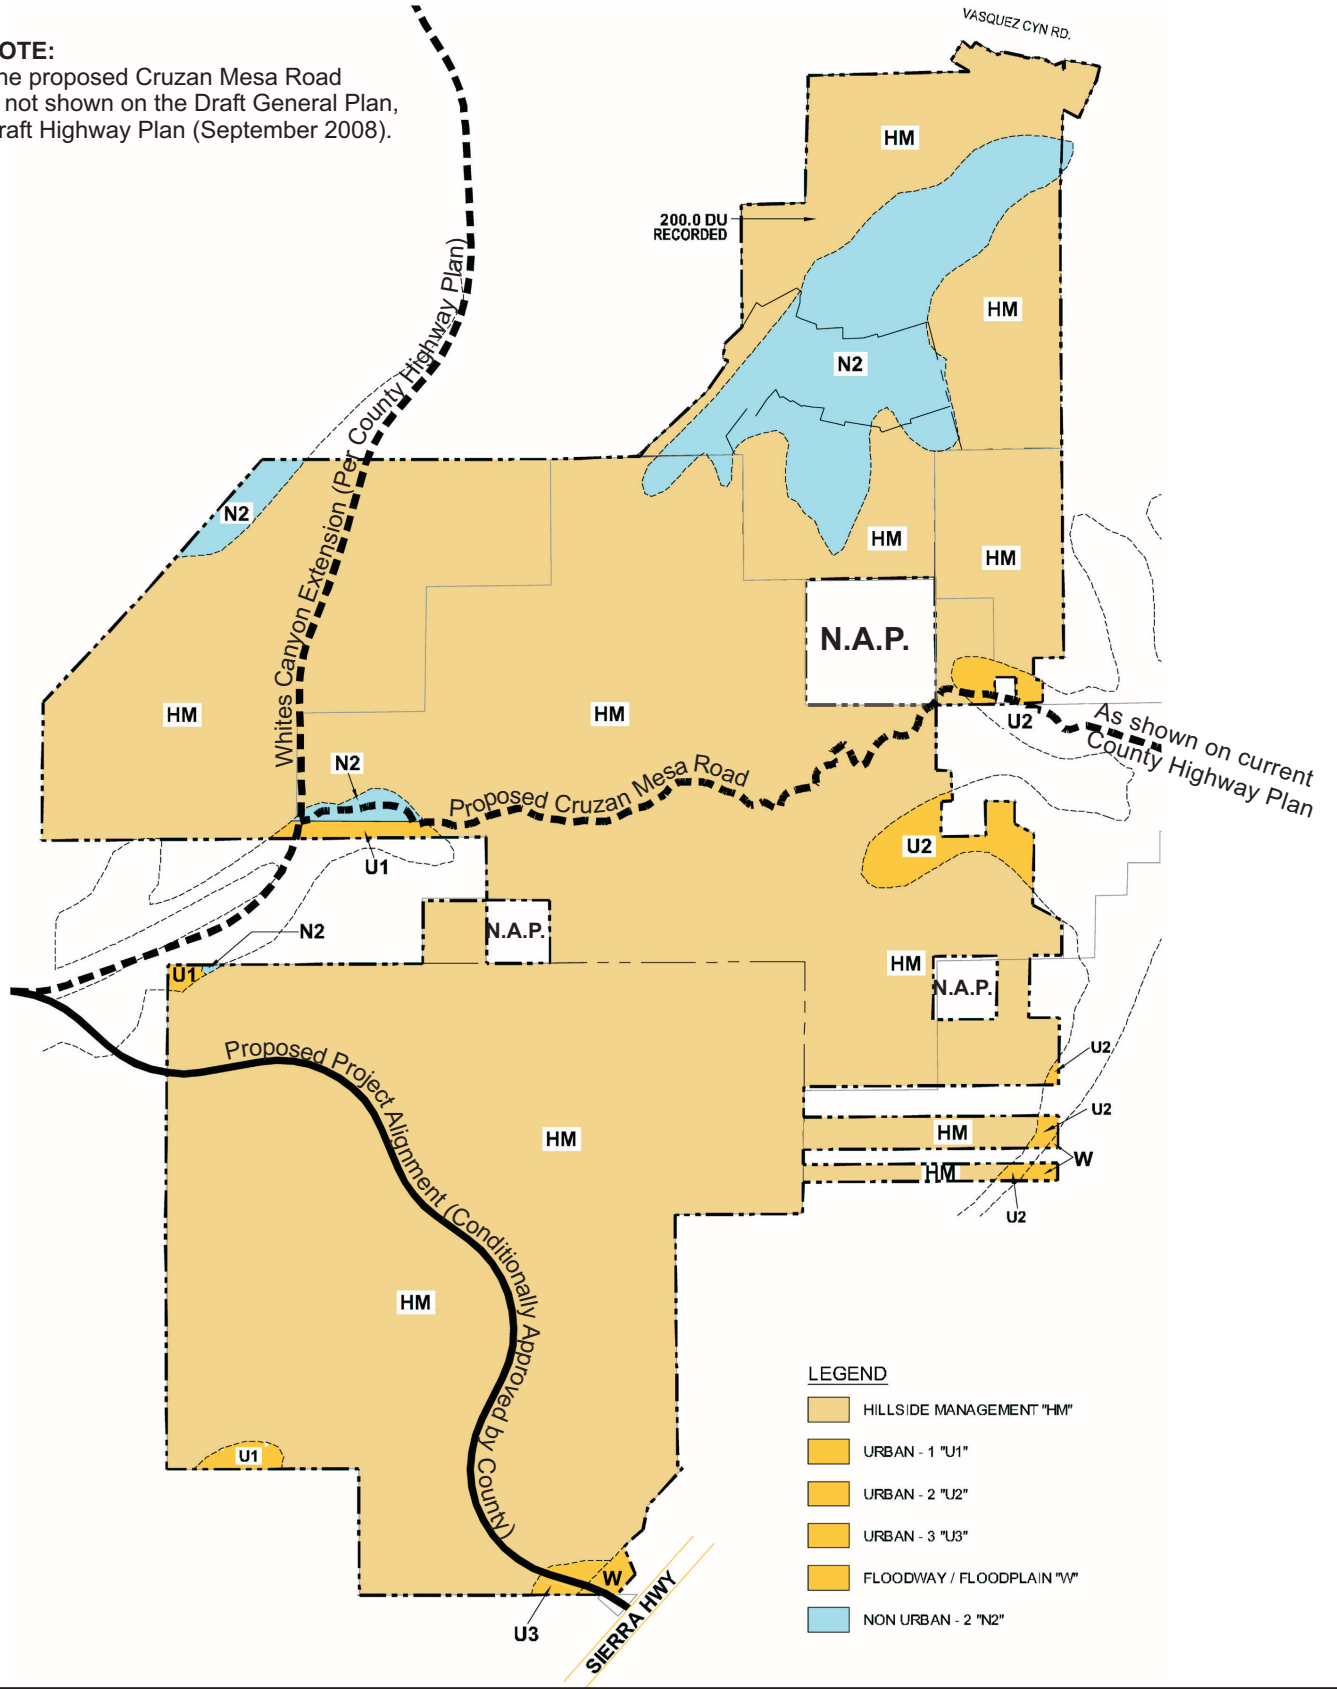 VASQUEZ CYN RD.
OTE:
he proposed Cruzan Mesa Road
not shown on the Draft General Plan,
raft Highway Plan (September 2008).
HM
200.0 DU
RECORDED
HM
N2
Whites Canyon Extension (Per County Highway Plan)
N2
HM
HM
N.A.P.
HM
HM
U2
As shown on current
County Highway Plan
N2
Proposed Cruzan Mesa Road
U1
U2
N2
N.A.P.
U1
HM
N.A.P.
U2
Proposed Project Alignment (Conditionally Approved by County)
U2
HM
HM
W
HM
U2
HM
U1
W
U3
SIERRA HWY
LEGEND
HILLSIDE MANAGEMENT "HM"
URBAN - 1 "U1"
URBAN - 2 "U2"
URBAN - 3 "U3"
FLOODWAY / FLOODPLAIN "W"
NON URBAN - 2 "N2"